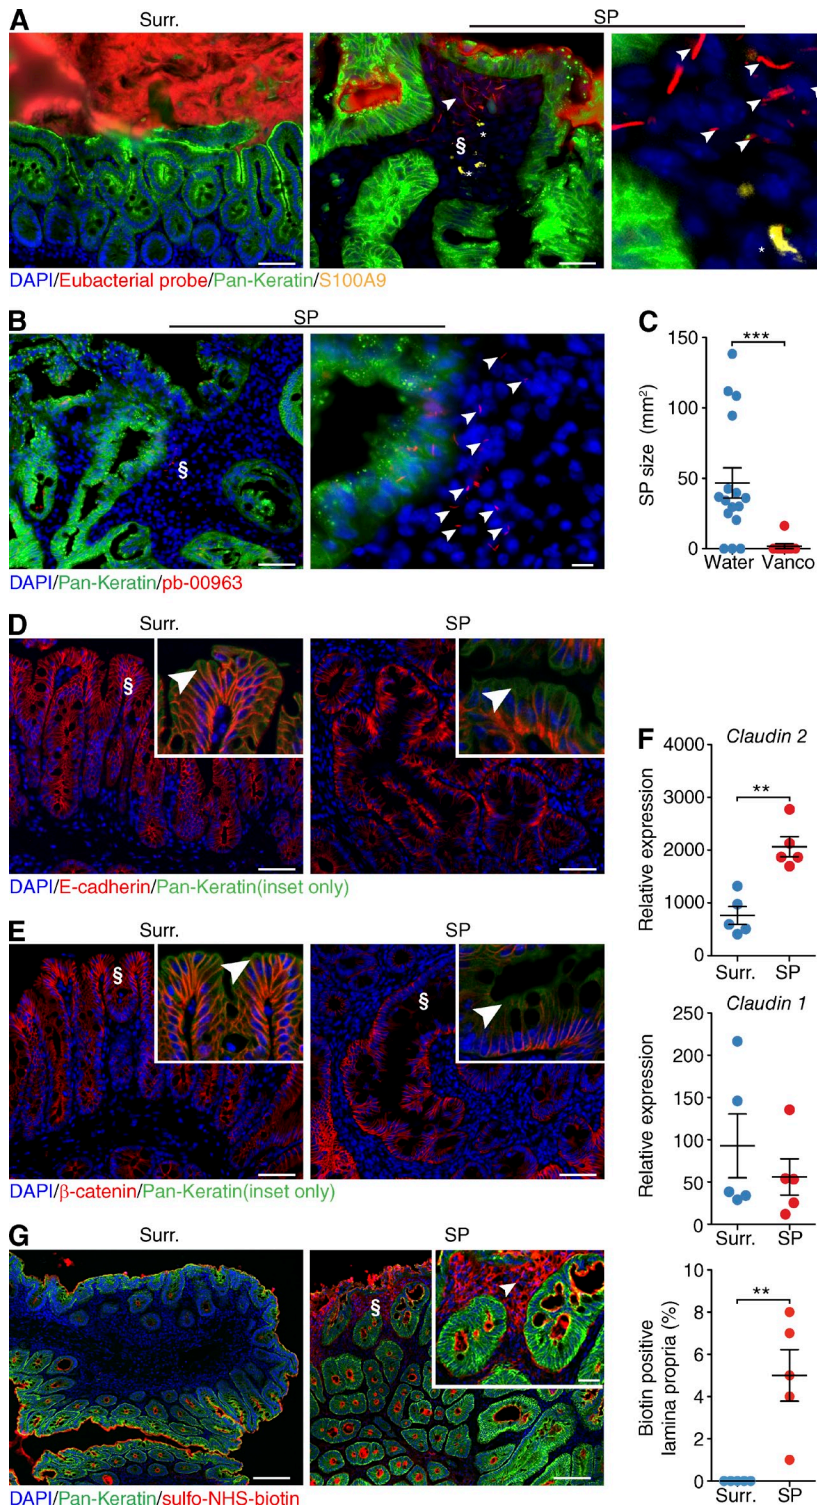 A
Surr.
SP
§
*
*
*
DAPI/Eubacterial probe/Pan-Keratin/S100A9
B
SP
§
DAPI/Pan-Keratin/pb-00963
C
SP size (mm²)
150
100
50
0
***
Water
Vanco
D
Surr.
SP
§
DAPI/E-cadherin/Pan-Keratin(inset only)
E
Surr.
SP
§
§
DAPI/β-catenin/Pan-Keratin(inset only)
F
Claudin 2
Relative expression
4000
3000
2000
1000
0
**
Surr.
SP
Claudin 1
Relative expression
250
200
150
100
50
0
Surr.
SP
G
Surr.
SP
§
DAPI/Pan-Keratin/sulfo-NHS-biotin
Biotin positive
lamina propria (%)
10
8
6
4
2
0
**
Surr.
SP